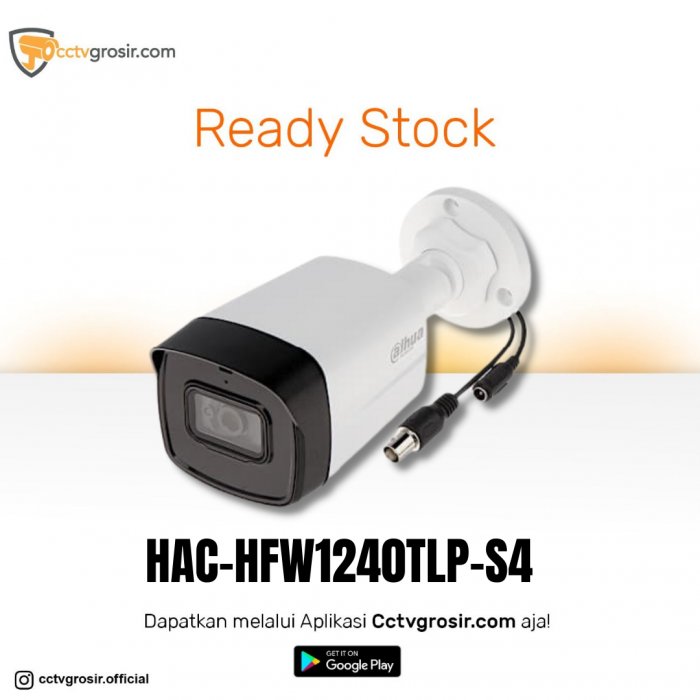 cctvgrosir.com
Ready Stock
alhua
HAC-HFW1240TLP-S4
Dapatkan melalui Aplikasi Cctvgrosir.com aja!
GET IT ON
Google Play
cctvgrosir.official